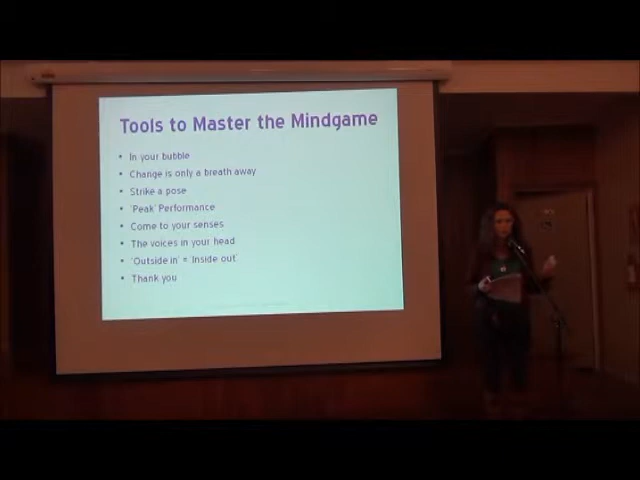 Tools to Master the Mindgame
• In your bubble
• Change is only a breath away
• Strike a pose
• 'Peak' Performance
• Come to your senses
• The voices in your head
• 'Outside in' = 'Inside out'
• Thank you